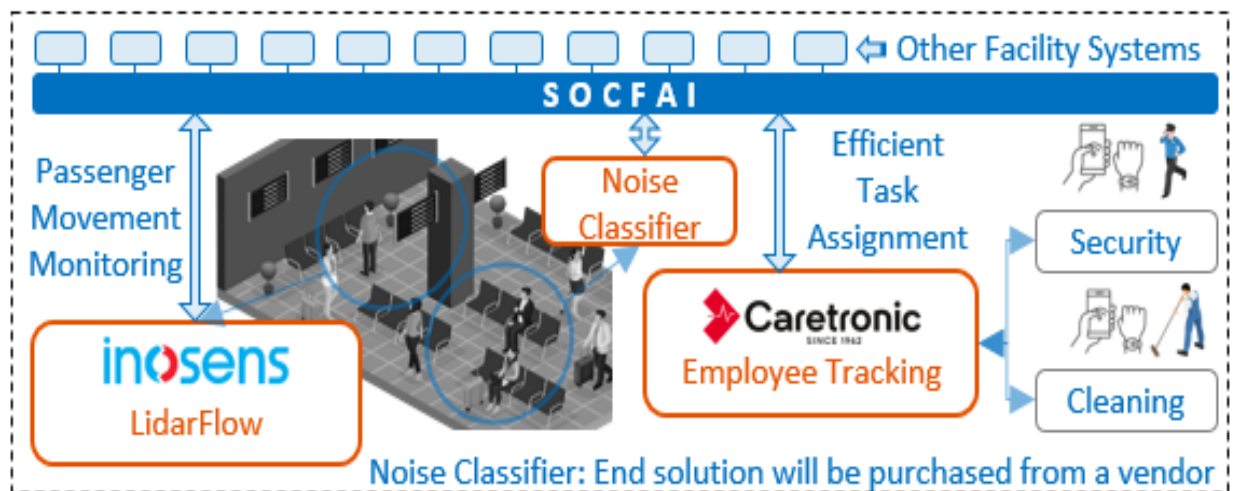 Other Facility Systems
SOCFAI
Passenger
Movement
Monitoring
Noise
Classifier
Efficient
Task
Assignment
Security
inosens
LidarFlow
Caretronic
SINCE 1962
Employee Tracking
Cleaning
Noise Classifier: End solution will be purchased from a vendor